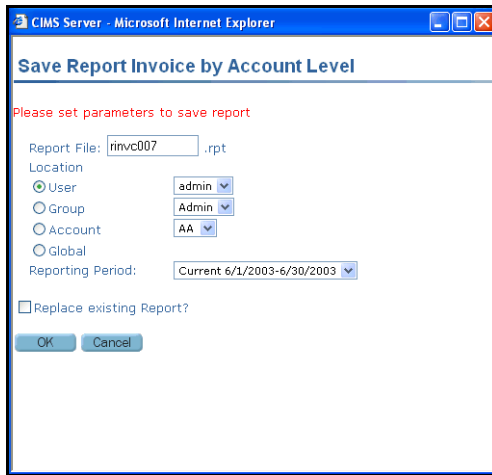 CIMS Server - Microsoft Internet Explorer
Save Report Invoice by Account Level
Please set parameters to save report
Report File: rinvc007 .rpt
Location
User admin
Group Admin
Account AA
Global
Reporting Period: Current 6/1/2003-6/30/2003
Replace existing Report?
OK Cancel